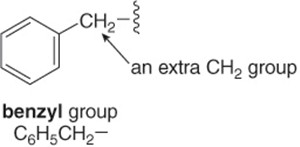 CH₂–
an extra CH₂ group
benzyl group
C₆H₅CH₂–